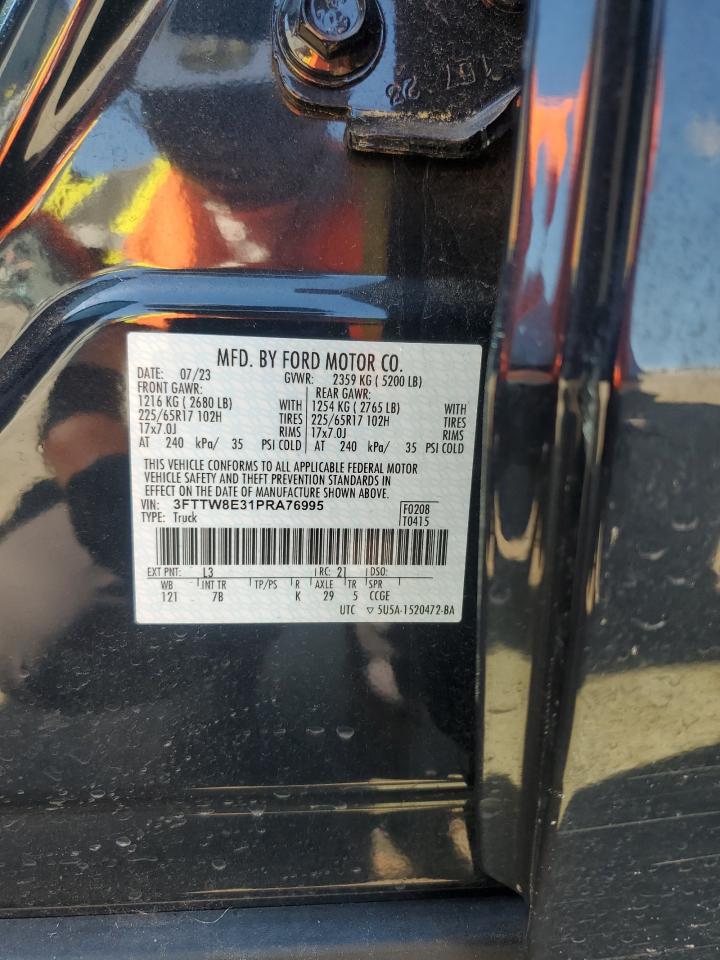 157
23
MFD. BY FORD MOTOR CO.
DATE: 07/23 GVWR: 2359 KG ( 5200 LB)
FRONT GAWR: REAR GAWR:
1216 KG ( 2680 LB) WITH 1254 KG ( 2765 LB) WITH
225/65R17 102H TIRES 225/65R17 102H TIRES
17x7.0J RIMS 17x7.0J RIMS
AT 240 kPa/ 35 PSI COLD AT 240 kPa/ 35 PSI COLD
THIS VEHICLE CONFORMS TO ALL APPLICABLE FEDERAL MOTOR
VEHICLE SAFETY AND THEFT PREVENTION STANDARDS IN
EFFECT ON THE DATE OF MANUFACTURE SHOWN ABOVE.
VIN: 3FTTW8E31PRA76995 F0208
TYPE: Truck T0415
EXT PNT: L3 RC: 21 DSO:
WB INT TR TP/PS R AXLE TR SPR
121 7B K 29 5 CCGE
UTC ▽ 5U5A-1520472-BA